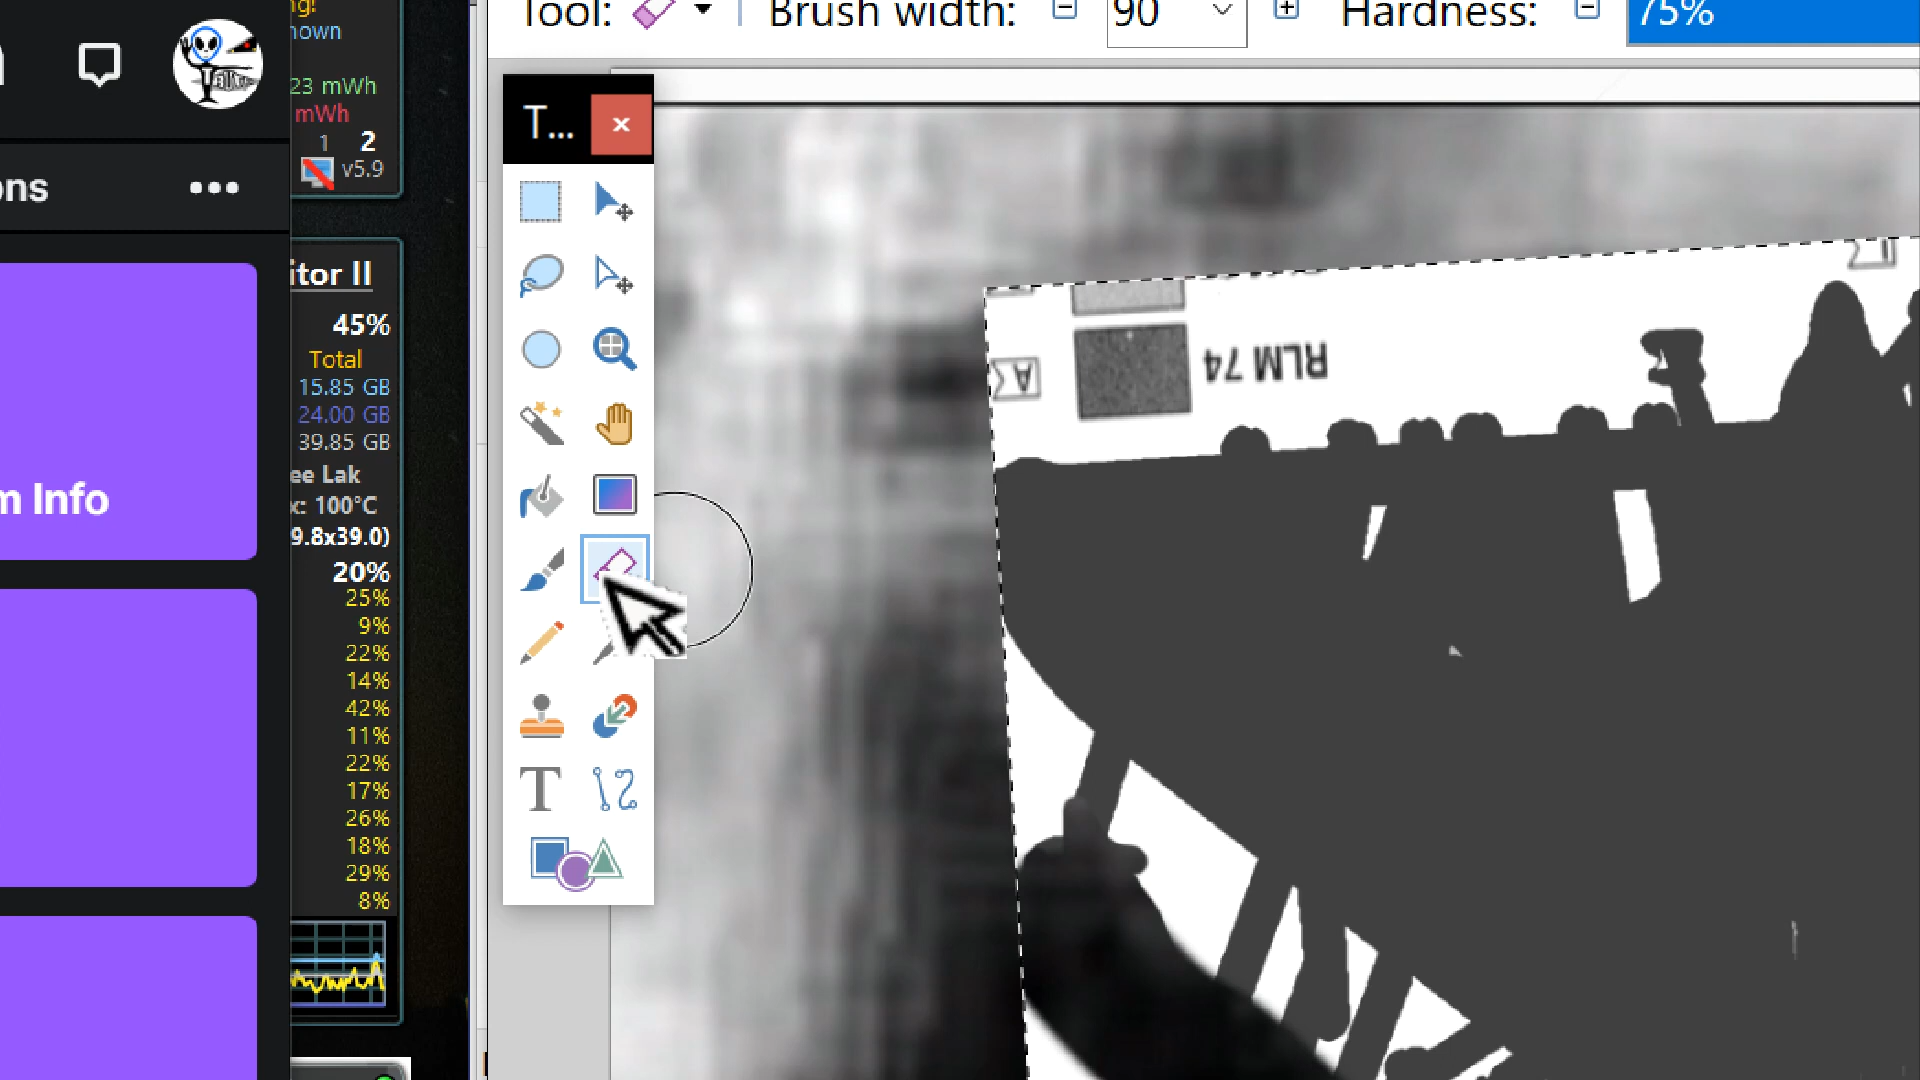 Tool:
Brush width:
90
Hardness:
75%
T...
23 mWh
mWh
1 2
v5.9
itor II
45%
Total
15.85 GB
24.00 GB
39.85 GB
ee Lak
x: 100°C
9.8x39.0)
20%
25%
9%
22%
14%
42%
11%
22%
17%
26%
18%
29%
8%
ons
m Info
RLM 74
A